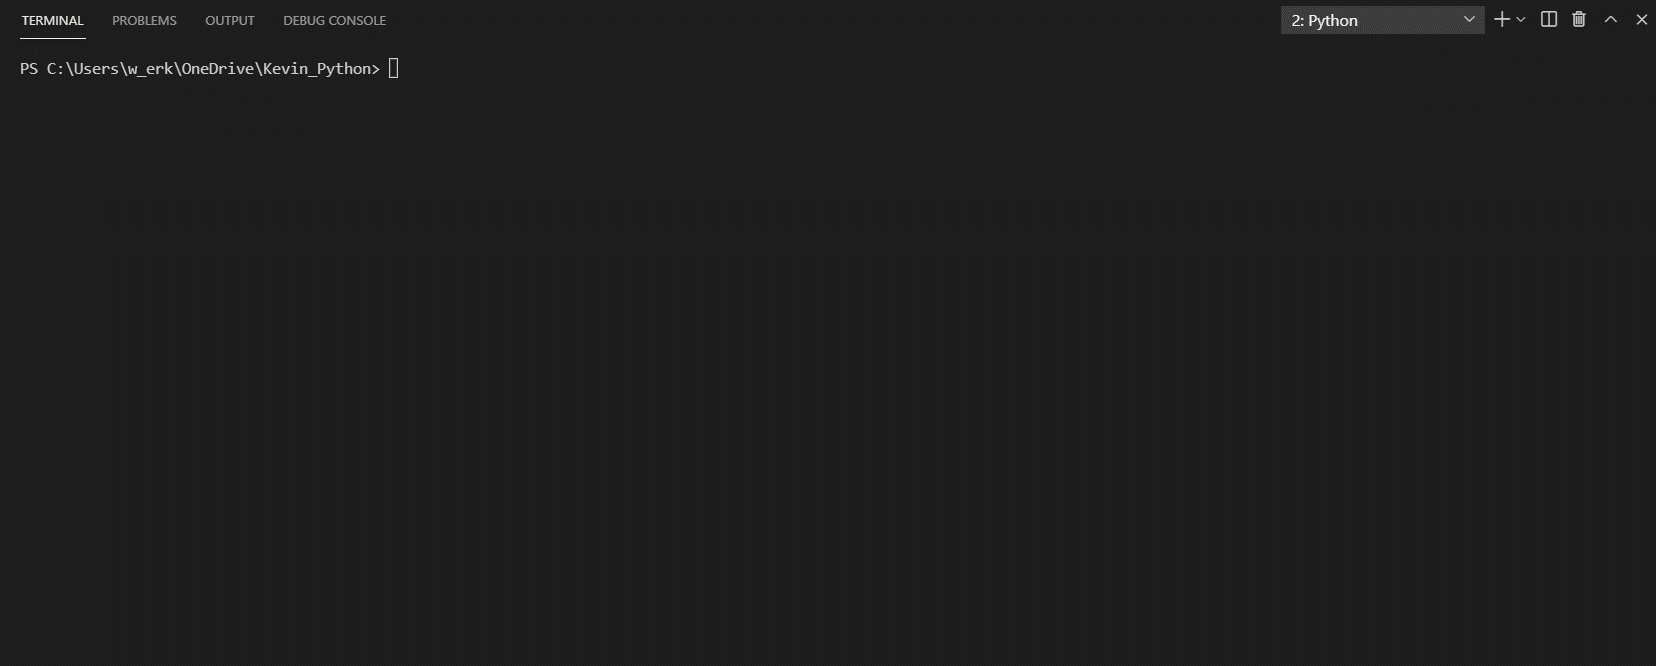 TERMINAL PROBLEMS OUTPUT DEBUG CONSOLE 2: Python
PS C:\Users\w_erk\OneDrive\Kevin_Python>